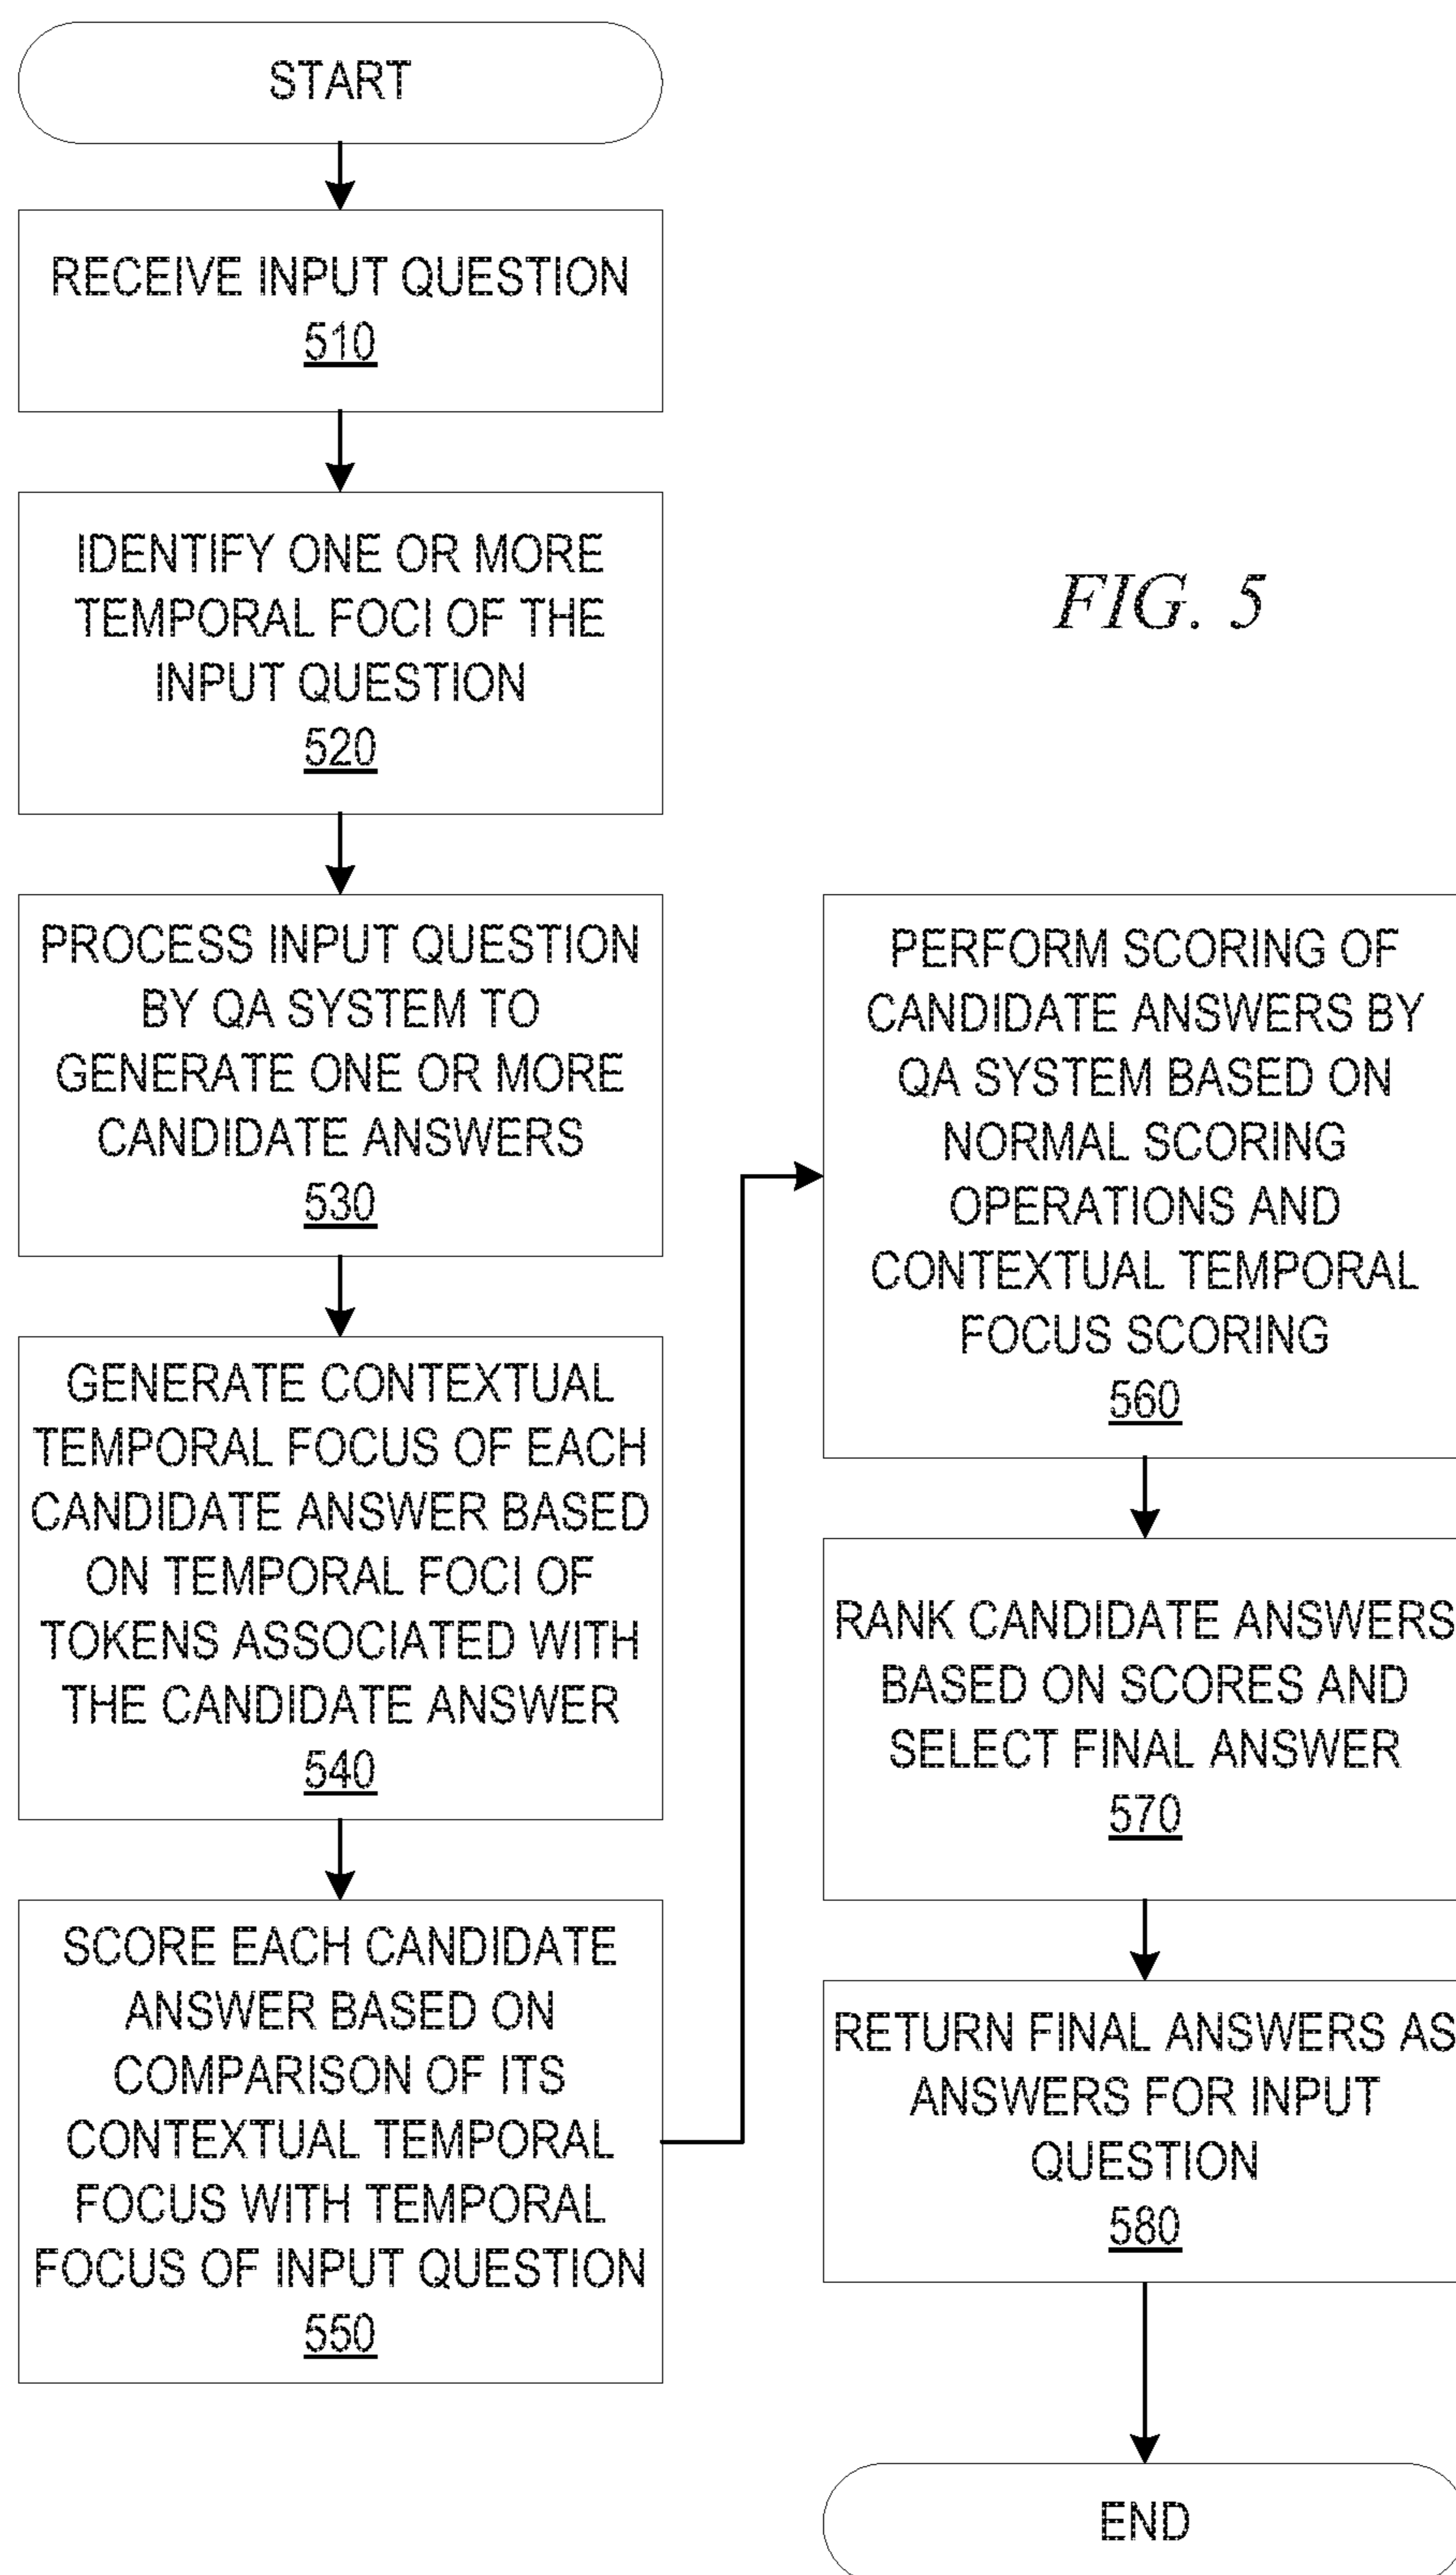 START
RECEIVE INPUT QUESTION
510
IDENTIFY ONE OR MORE
TEMPORAL FOCI OF THE
INPUT QUESTION
520
PROCESS INPUT QUESTION
BY QA SYSTEM TO
GENERATE ONE OR MORE
CANDIDATE ANSWERS
530
GENERATE CONTEXTUAL
TEMPORAL FOCUS OF EACH
CANDIDATE ANSWER BASED
ON TEMPORAL FOCI OF
TOKENS ASSOCIATED WITH
THE CANDIDATE ANSWER
540
SCORE EACH CANDIDATE
ANSWER BASED ON
COMPARISON OF ITS
CONTEXTUAL TEMPORAL
FOCUS WITH TEMPORAL
FOCUS OF INPUT QUESTION
550
FIG. 5
PERFORM SCORING OF
CANDIDATE ANSWERS BY
QA SYSTEM BASED ON
NORMAL SCORING
OPERATIONS AND
CONTEXTUAL TEMPORAL
FOCUS SCORING
560
RANK CANDIDATE ANSWERS
BASED ON SCORES AND
SELECT FINAL ANSWER
570
RETURN FINAL ANSWERS AS
ANSWERS FOR INPUT
QUESTION
580
END